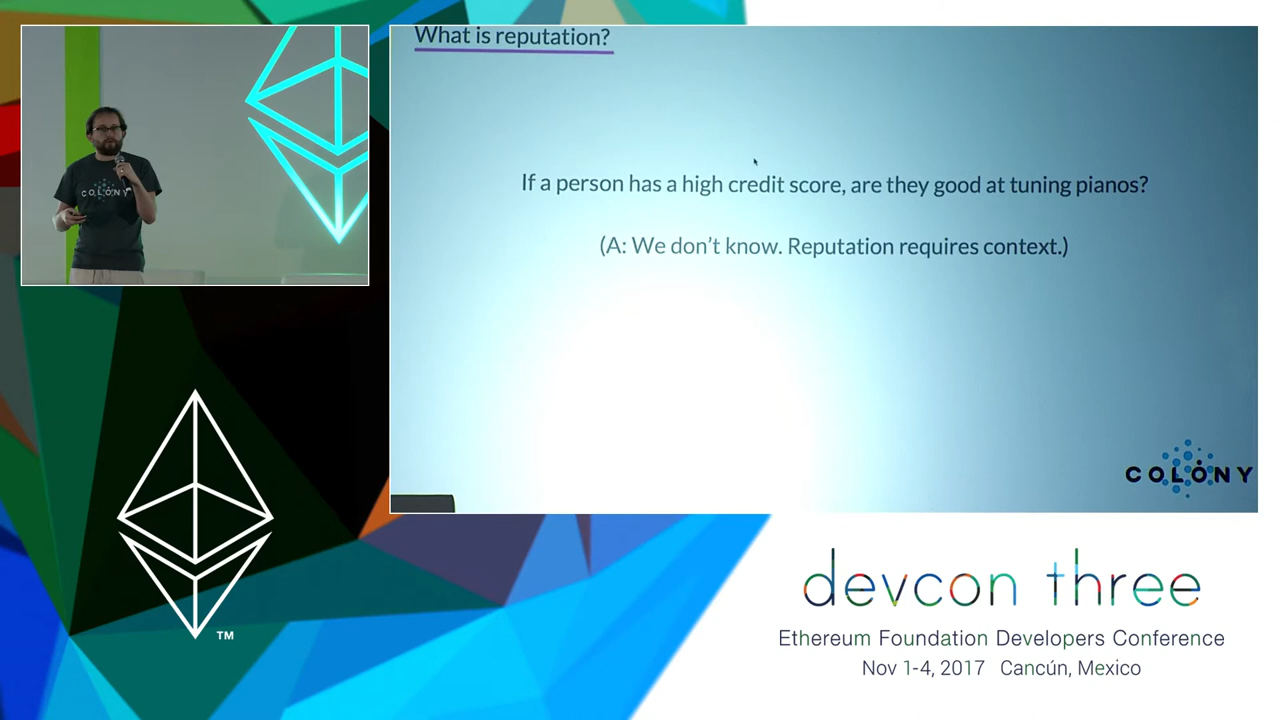 What is reputation?
COLONY
If a person has a high credit score, are they good at tuning pianos?
(A: We don't know. Reputation requires context.)
COLONY
TM
devcon three
Ethereum Foundation Developers Conference
Nov 1-4, 2017 Cancún, Mexico